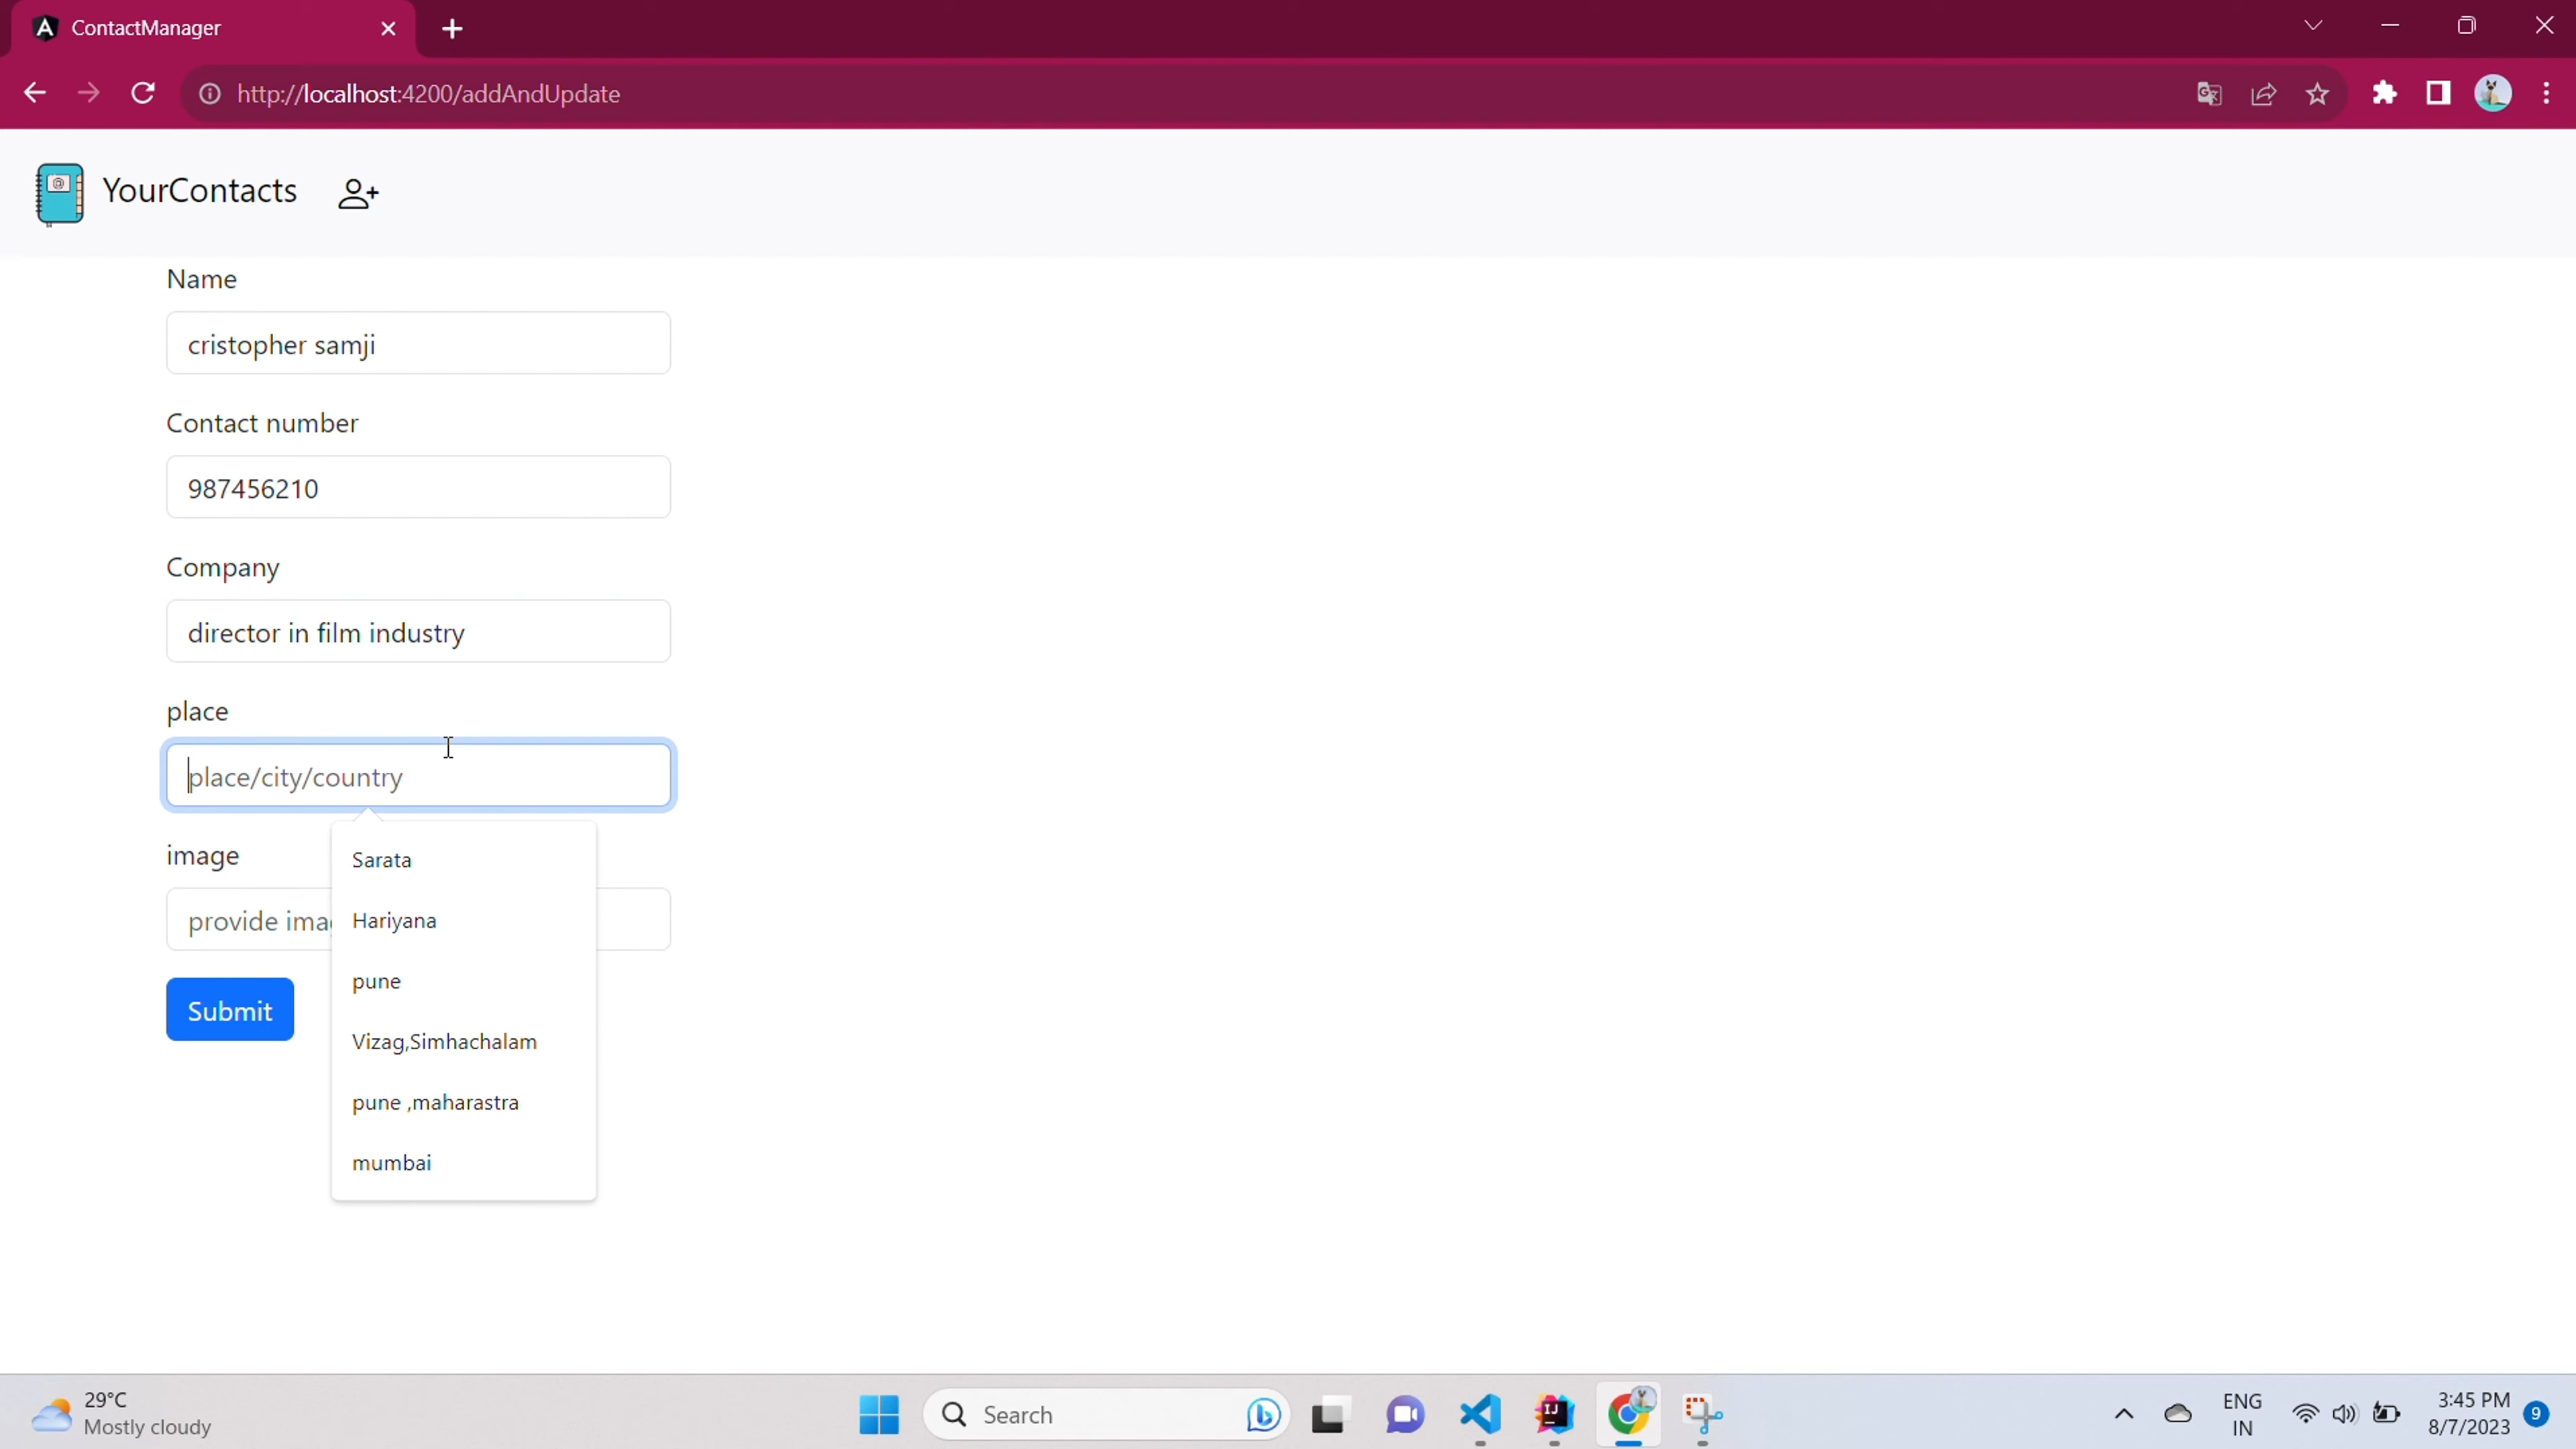 ContactManager
http://localhost:4200/addAndUpdate
YourContacts
Name
cristopher samji
Contact number
987456210
Company
director in film industry
place
place/city/country
image
provide
Sarata
Hariyana
pune
Vizag,Simhachalam
pune ,maharastra
mumbai
Submit
29°C
Mostly cloudy
Search
ENG
IN
3:45 PM
8/7/2023
9